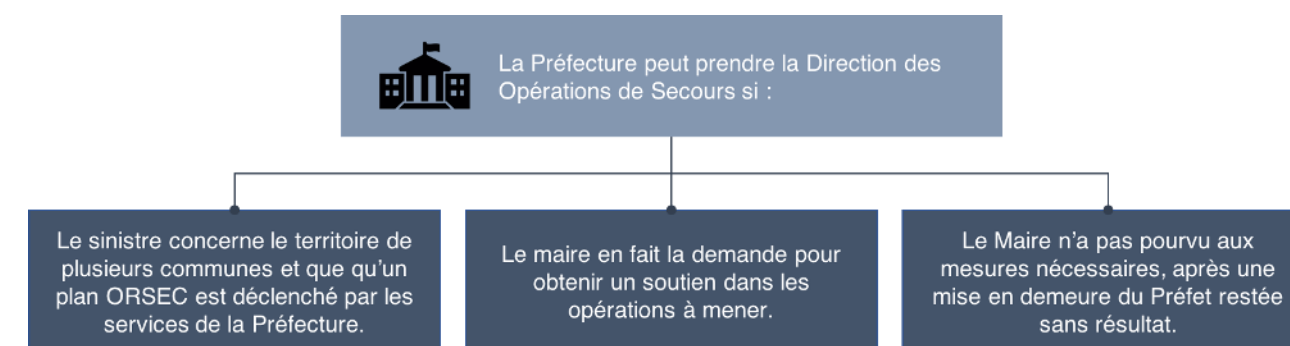 La Préfecture peut prendre la Direction des
Opérations de Secours si :
Le sinistre concerne le territoire de
plusieurs communes et que qu'un
plan ORSEC est déclenché par les
services de la Préfecture.
Le maire en fait la demande pour
obtenir un soutien dans les
opérations à mener.
Le Maire n'a pas pourvu aux
mesures nécessaires, après une
mise en demeure du Préfet restée
sans résultat.